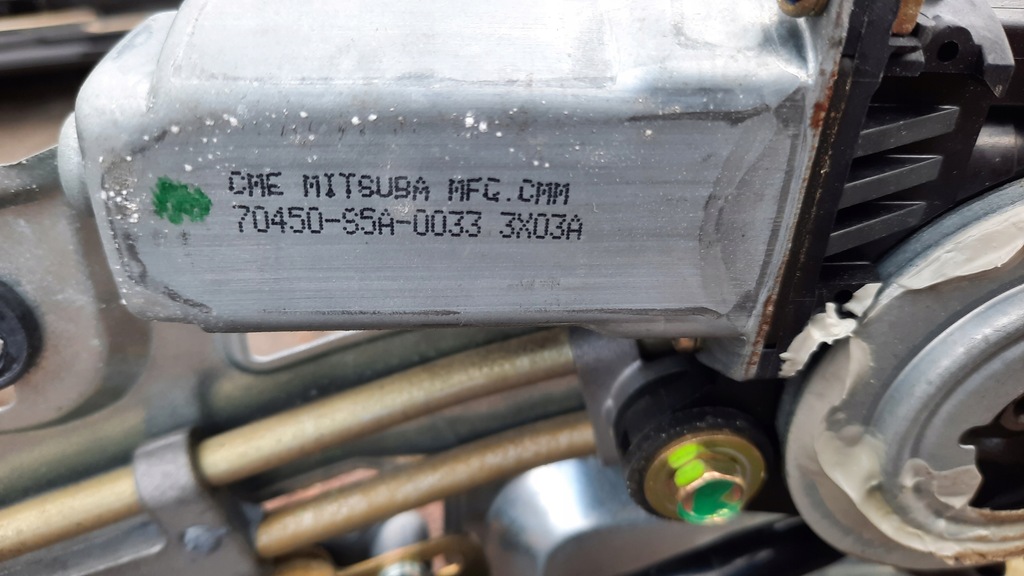 CME MITSUBA MFG.CMM
70450-S5A-0033 3X03A